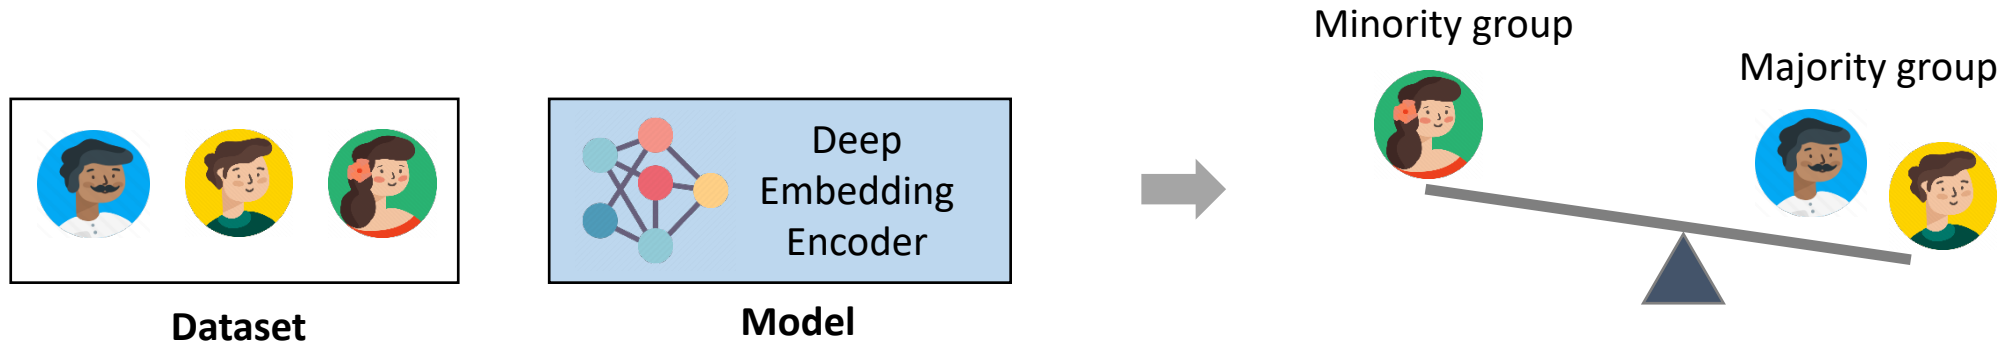 Minority group
Majority group
Deep
Embedding
Encoder
Dataset
Model